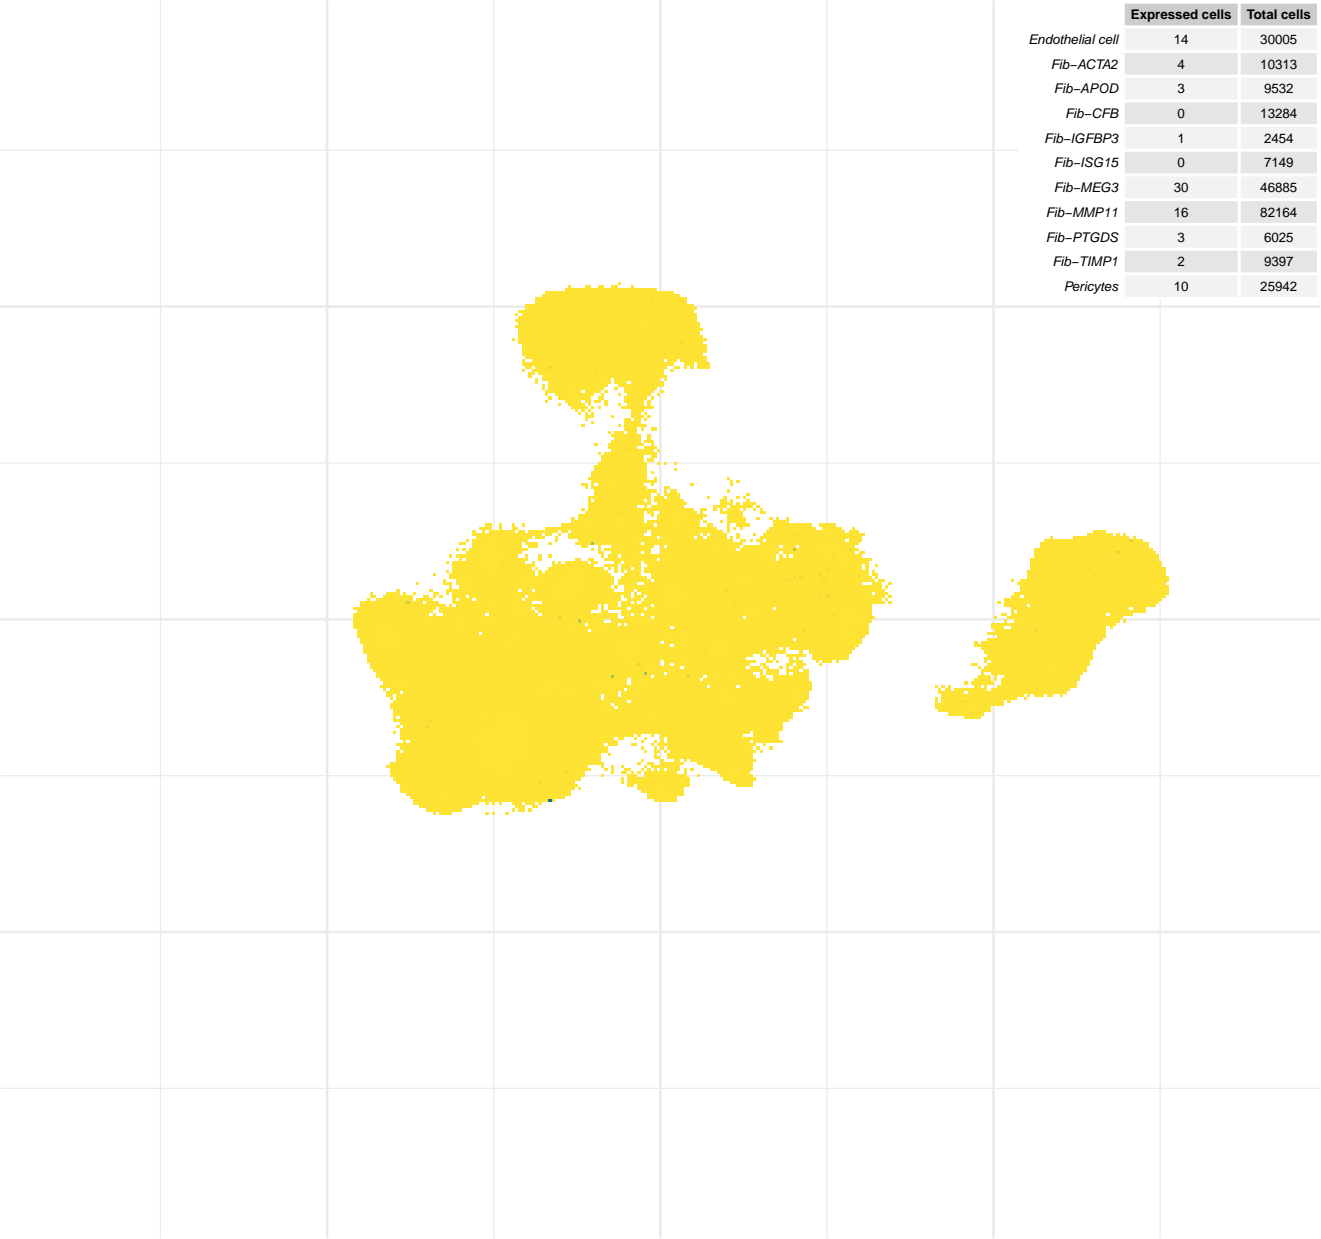 Expressed cells Total cells
Endothelial cell 14 30005
Fib−ACTA2 4 10313
Fib−APOD 3 9532
Fib−CFB 0 13284
Fib−IGFBP3 1 2454
Fib−ISG15 0 7149
Fib−MEG3 30 46885
Fib−MMP11 16 82164
Fib−PTGDS 3 6025
Fib−TIMP1 2 9397
Pericytes 10 25942